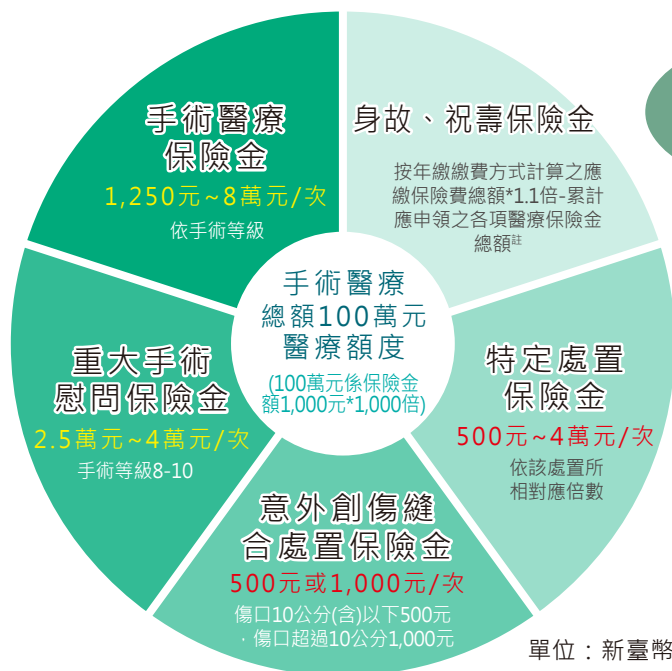 手術醫療
保險金
1,250元~8萬元/次
依手術等級
身故、祝壽保險金
按年繳繳費方式計算之應
繳保險費總額*1.1倍-累計
應申領之各項醫療保險金
總額註
手術醫療
總額100萬元
醫療額度
(100萬元係保險金
額1,000元*1,000倍)
重大手術
慰問保險金
2.5萬元~4萬元/次
手術等級8-10
特定處置
保險金
500元~4萬元/次
依該處置所
相對應倍數
意外創傷縫
合處置保險金
500元或1,000元/次
傷口10公分(含)以下500元
·傷口超過10公分1,000元
單位：新臺幣